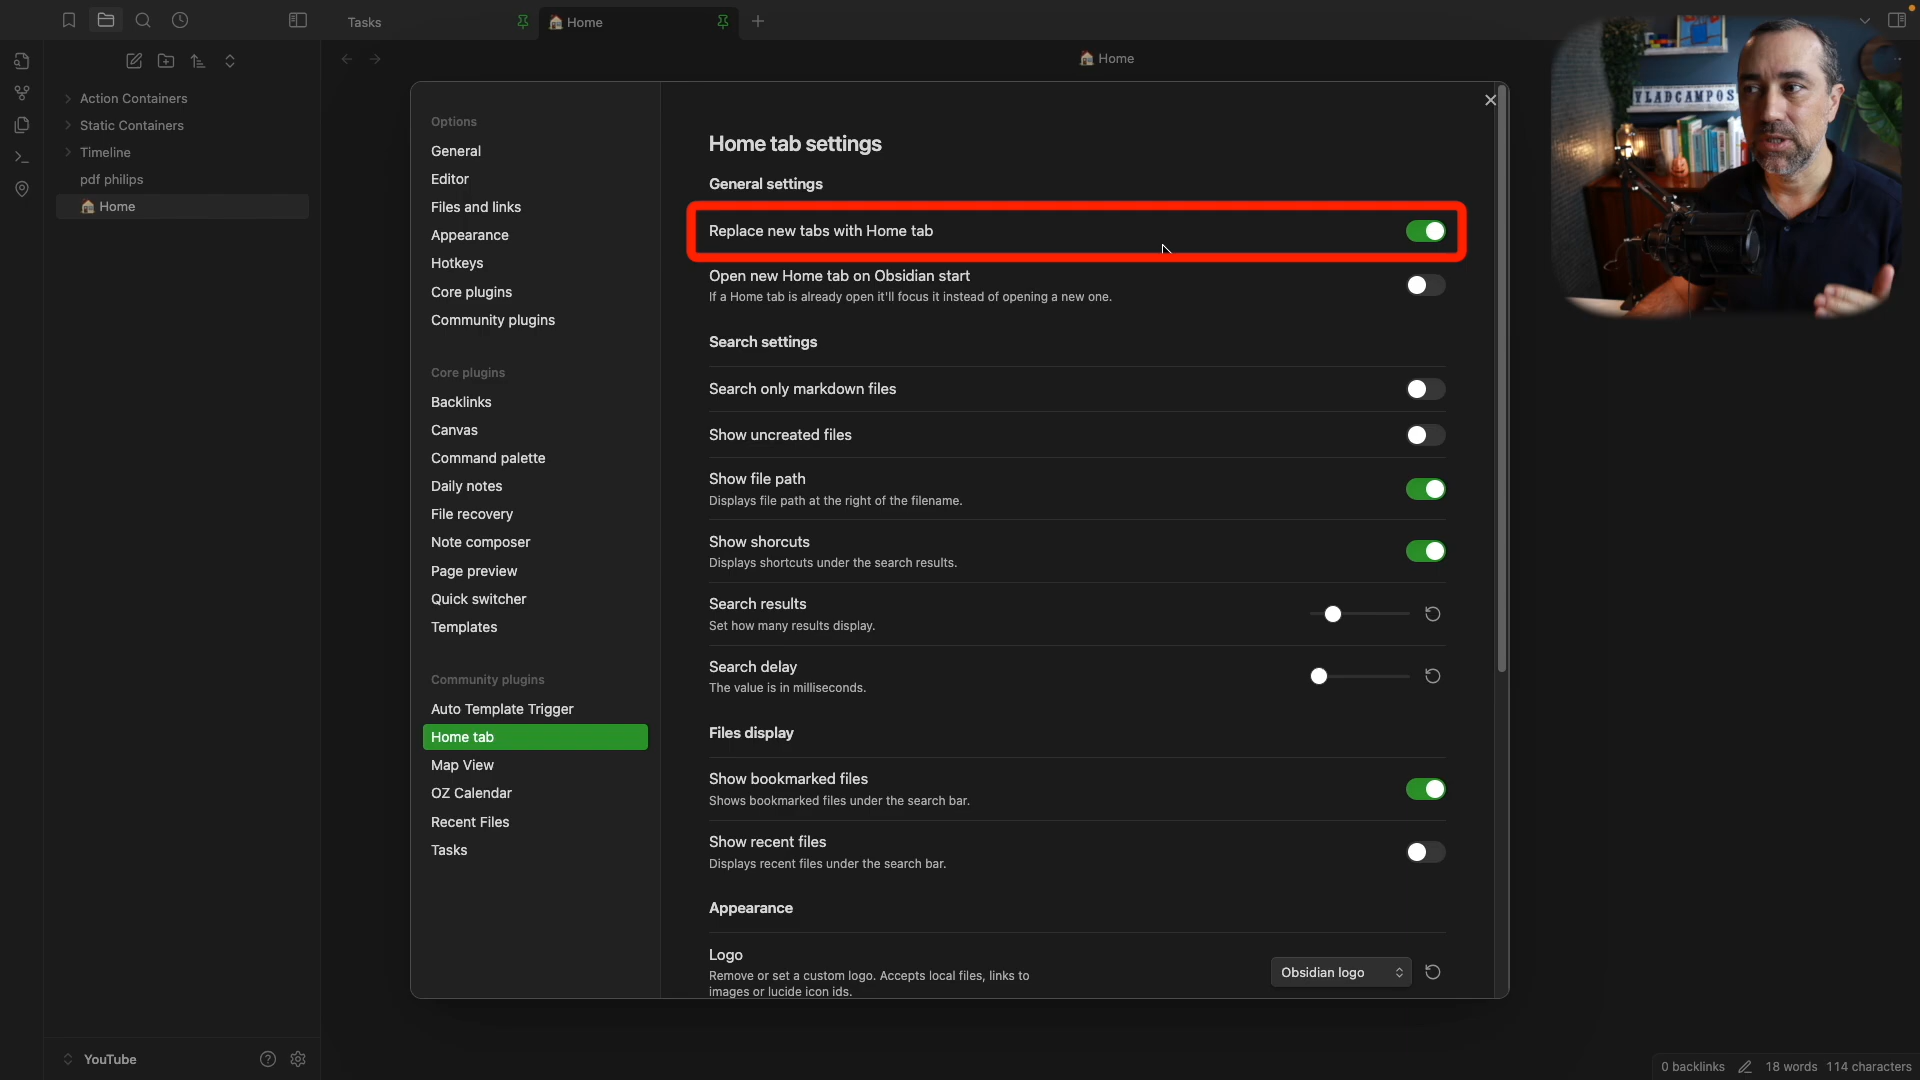 Tasks
Home
Home
Action Containers
Static Containers
Timeline
pdf philips
Home
Options
General
Editor
Files and links
Appearance
Hotkeys
Core plugins
Community plugins
Core plugins
Backlinks
Canvas
Command palette
Daily notes
File recovery
Note composer
Page preview
Quick switcher
Templates
Community plugins
Auto Template Trigger
Home tab
Map View
OZ Calendar
Recent Files
Tasks
Home tab settings
General settings
Replace new tabs with Home tab
Open new Home tab on Obsidian start
If a Home tab is already open it'll focus it instead of opening a new one.
Search settings
Search only markdown files
Show uncreated files
Show file path
Displays file path at the right of the filename.
Show shorcuts
Displays shortcuts under the search results.
Search results
Set how many results display.
Search delay
The value is in milliseconds.
Files display
Show bookmarked files
Shows bookmarked files under the search bar.
Show recent files
Displays recent files under the search bar.
Appearance
Logo
Remove or set a custom logo. Accepts local files, links to
images or lucide icon ids.
Obsidian logo
VLADCAMPOS
YouTube
0 backlinks 18 words 114 characters